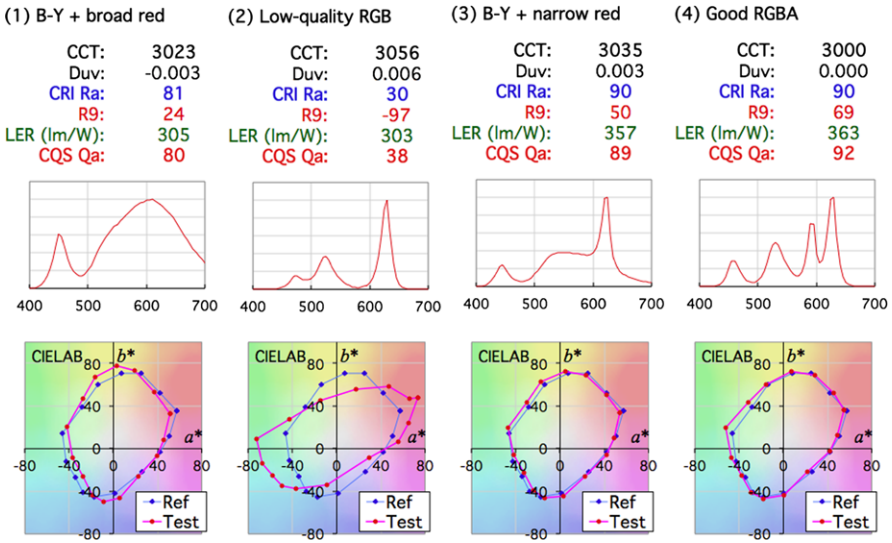 (1) B-Y + broad red
CCT: 3023
Duv: -0.003
CRI Ra: 81
R9: 24
LER (lm/W): 305
CQS Qa: 80
400 500 600 700
CIELAB b*
80
40
a*
-80 -40 0 0 40 80
-40
-80
Ref
Test
(2) Low-quality RGB
CCT: 3056
Duv: 0.006
CRI Ra: 30
R9: -97
LER (lm/W): 303
CQS Qa: 38
400 500 600 700
CIELAB b*
80
40
a*
-80 -40 0 0 40 80
-40
-80
Ref
Test
(3) B-Y + narrow red
CCT: 3035
Duv: 0.003
CRI Ra: 90
R9: 50
LER (lm/W): 357
CQS Qa: 89
400 500 600 700
CIELAB b*
80
40
a*
-80 -40 0 0 40 80
-40
-80
Ref
Test
(4) Good RGBA
CCT: 3000
Duv: 0.000
CRI Ra: 90
R9: 69
LER (lm/W): 363
CQS Qa: 92
400 500 600 700
CIELAB b*
80
40
a*
-80 -40 0 0 40 80
-40
-80
Ref
Test